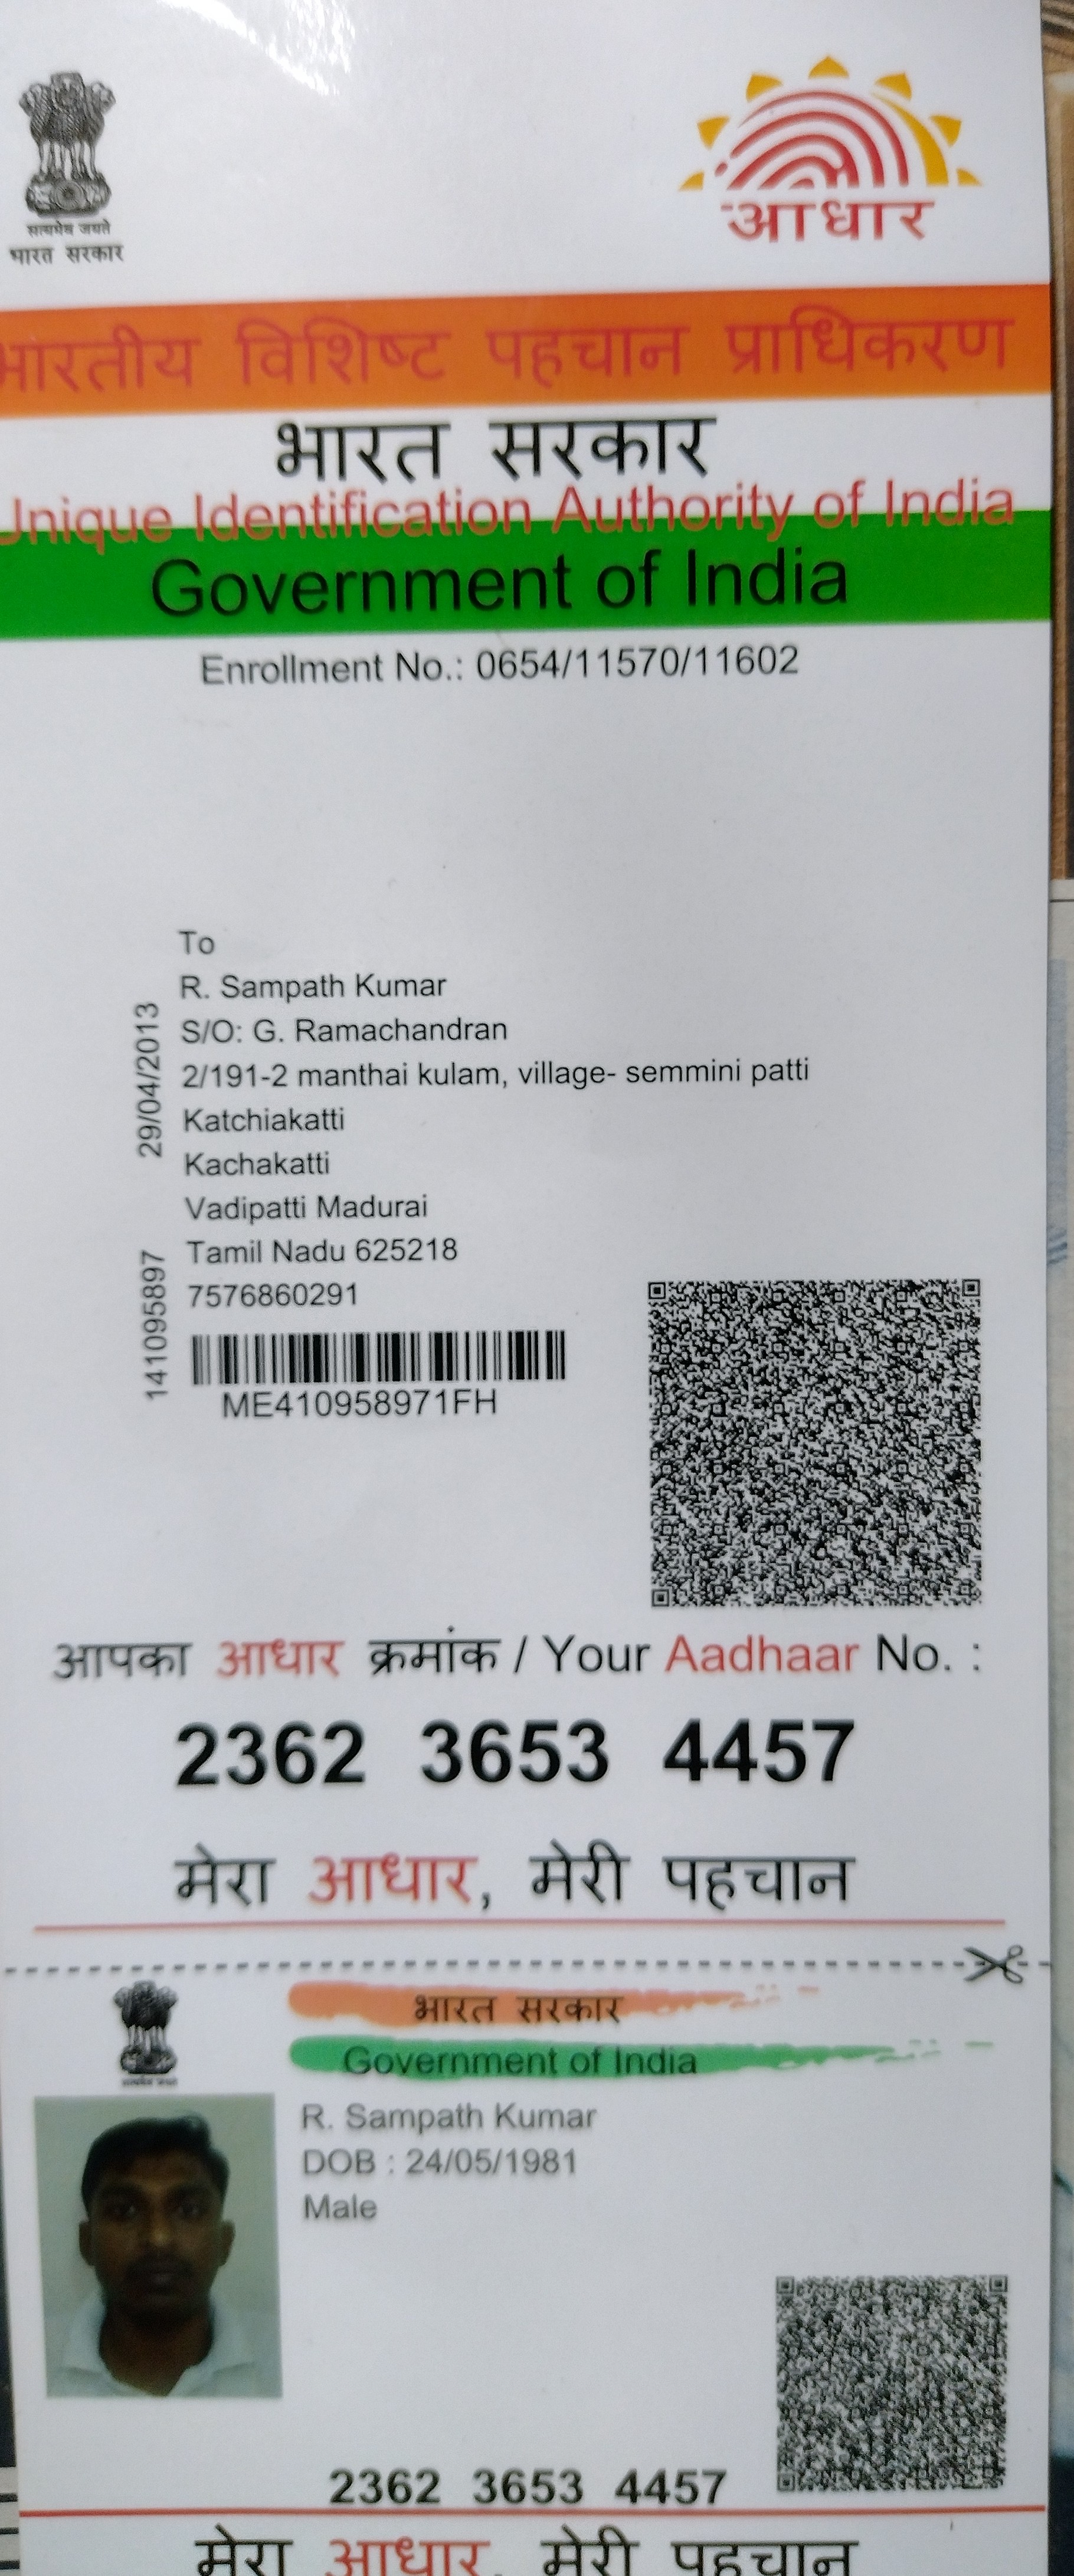 सत्यमेव जयते
भारत सरकार
आधार
भारतीय विशिष्ट पहचान प्राधिकरण
भारत सरकार
Unique Identification Authority of India
Government of India
Enrollment No.: 0654/11570/11602
To
R. Sampath Kumar
S/O: G. Ramachandran
2/191-2 manthai kulam, village- semmini patti
Katchiakatti
Kachakatti
Vadipatti Madurai
Tamil Nadu 625218
7576860291
29/04/2013
141095897
ME410958971FH
आपका आधार क्रमांक / Your Aadhaar No. :
2362 3653 4457
मेरा आधार, मेरी पहचान
भारत सरकार
Government of India
R. Sampath Kumar
DOB : 24/05/1981
Male
2362 3653 4457
मेरा आधार, मेरी पहचान